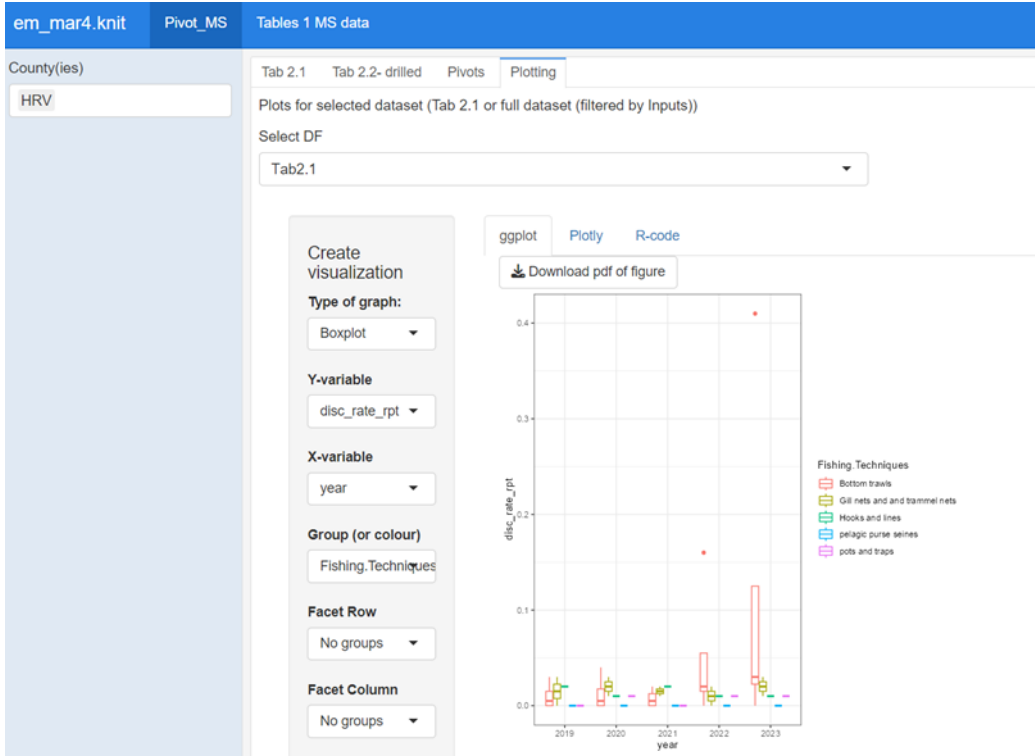 em_mar4.knit Pivot_MS Tables 1 MS data
County(ies)
HRV
Tab 2.1 Tab 2.2- drilled Pivots Plotting
Plots for selected dataset (Tab 2.1 or full dataset (filtered by Inputs))
Select DF
Tab2.1
Create
visualization
Type of graph:
Boxplot
Y-variable
disc_rate_rpt
X-variable
year
Group (or colour)
Fishing.Techniques
Facet Row
No groups
Facet Column
No groups
ggplot Plotly R-code
Download pdf of figure
0.4
0.3
0.2
0.1
0.0
disc_rate_rpt
2019 2020 2021 2022 2023
year
Fishing.Techniques
Bottom trawls
Gill nets and and trammel nets
Hooks and lines
pelagic purse seines
pots and traps